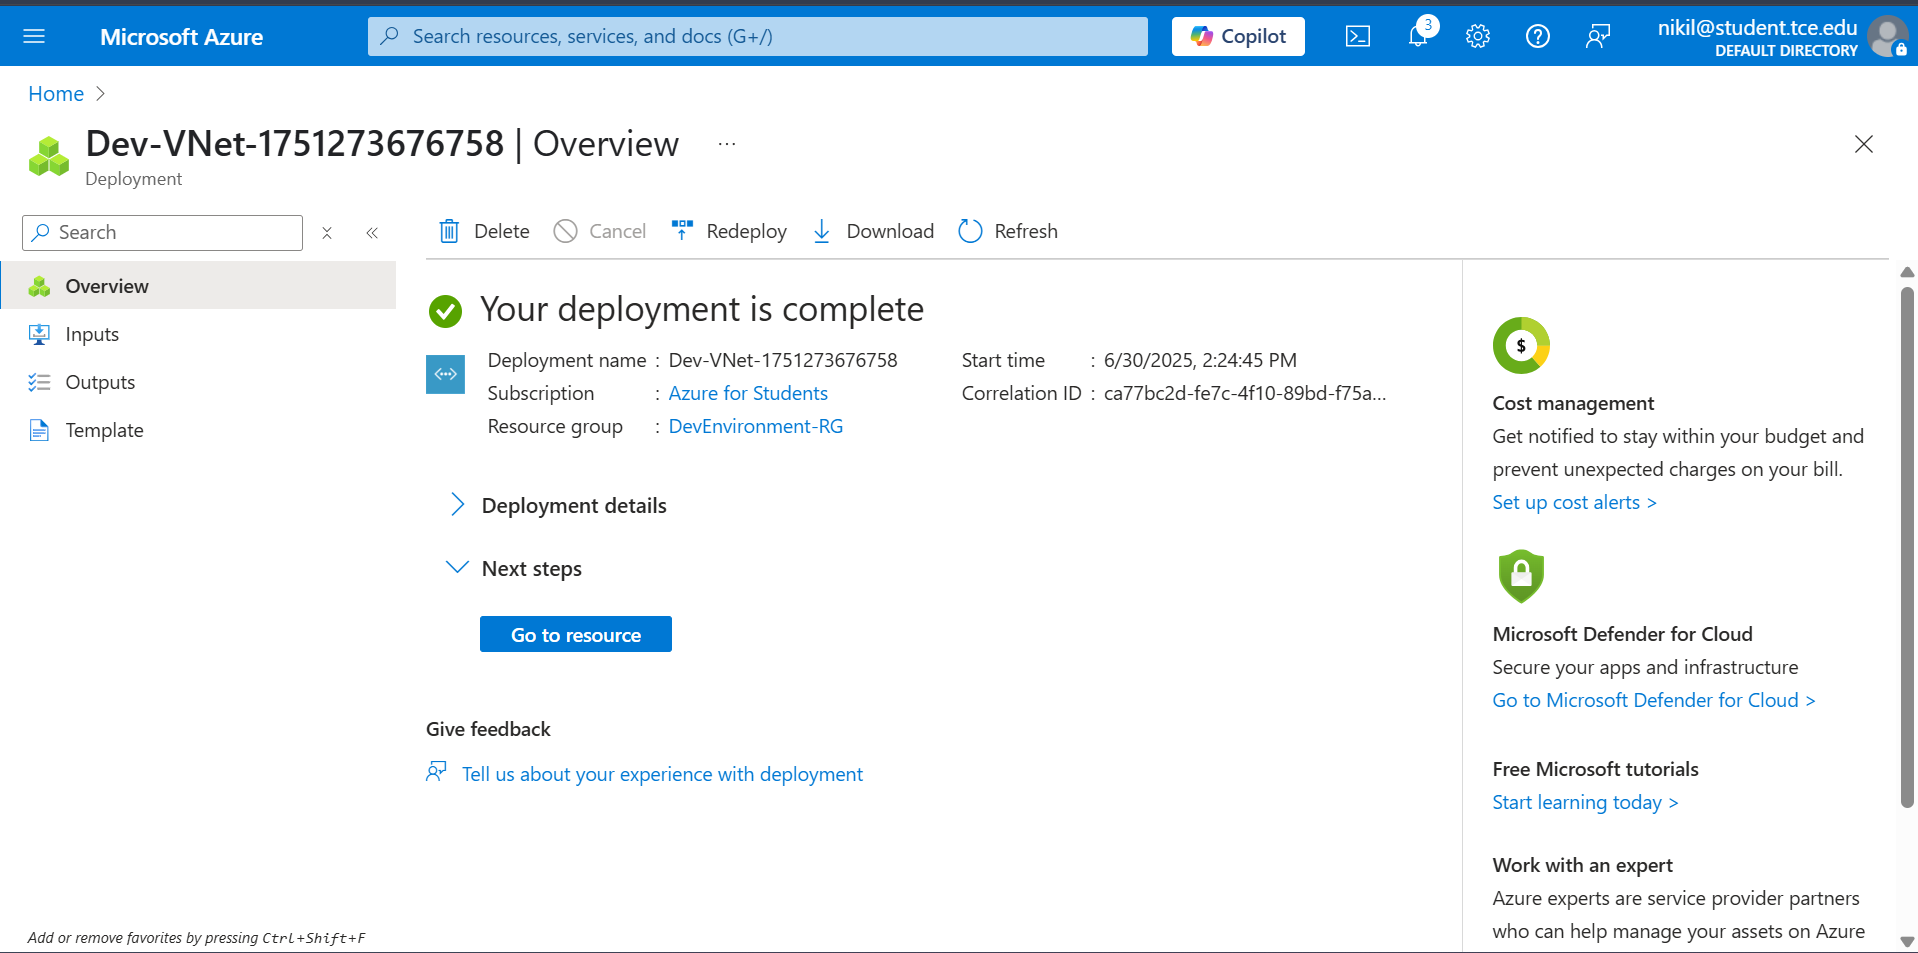 Microsoft Azure
Search resources, services, and docs (G+/)
Copilot
3
nikil@student.tce.edu
DEFAULT DIRECTORY
Home
Dev-VNet-1751273676758 | Overview ...
Deployment
Search
Overview
Inputs
Outputs
Template
Add or remove favorites by pressing Ctrl+Shift+F
Delete Cancel Redeploy Download Refresh
Your deployment is complete
Deployment name : Dev-VNet-1751273676758
Subscription : Azure for Students
Resource group : DevEnvironment-RG
Start time : 6/30/2025, 2:24:45 PM
Correlation ID : ca77bc2d-fe7c-4f10-89bd-f75a...
Deployment details
Next steps
Go to resource
Give feedback
Tell us about your experience with deployment
$
Cost management
Get notified to stay within your budget and
prevent unexpected charges on your bill.
Set up cost alerts >
Microsoft Defender for Cloud
Secure your apps and infrastructure
Go to Microsoft Defender for Cloud >
Free Microsoft tutorials
Start learning today >
Work with an expert
Azure experts are service provider partners
who can help manage your assets on Azure